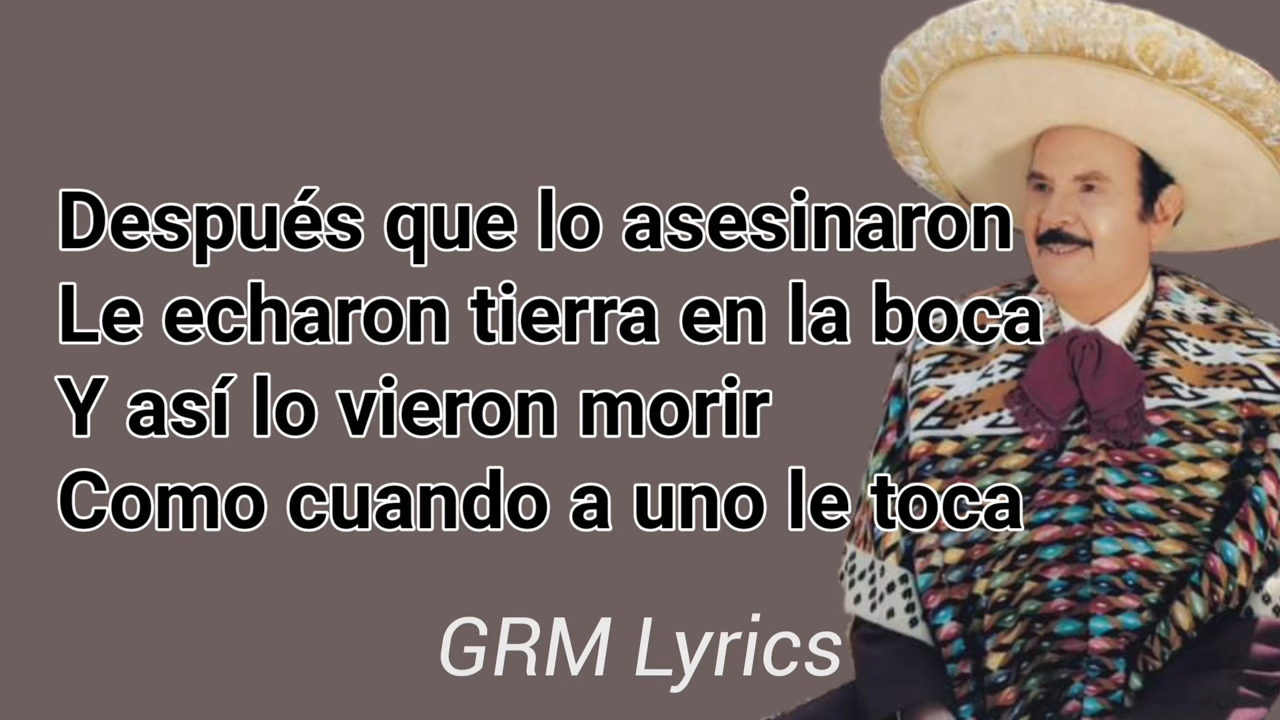 Después que lo asesinaron
Le echaron tierra en la boca
Y así lo vieron morir
Como cuando a uno le toca
GRM Lyrics